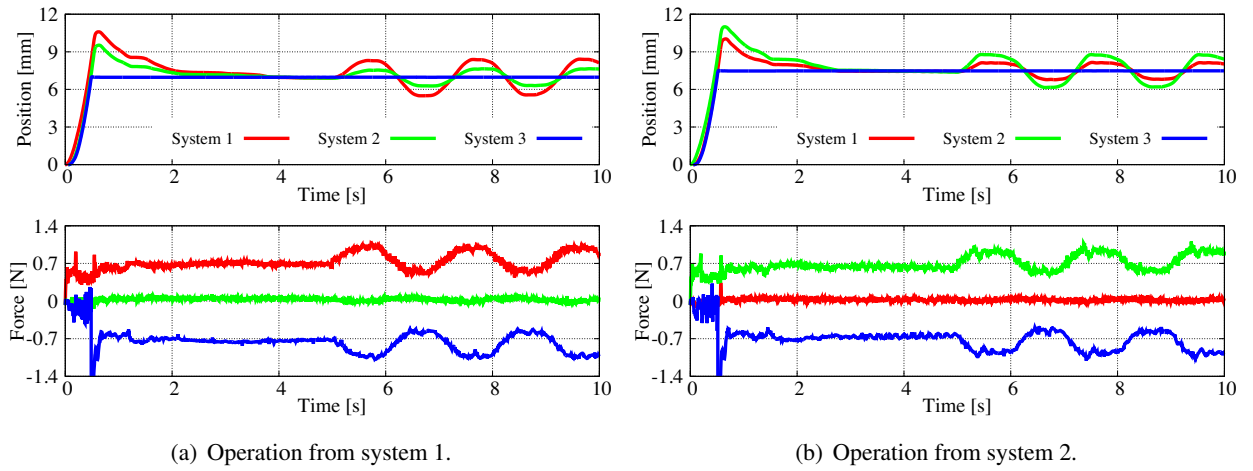 12
9
6
3
0
Position [mm]
System 1 System 2 System 3
0 2 4 6 8 10
Time [s]
1.4
0.7
0
-0.7
-1.4
Force [N]
0 2 4 6 8 10
Time [s]
(a) Operation from system 1.
12
9
6
3
0
Position [mm]
System 1 System 2 System 3
0 2 4 6 8 10
Time [s]
1.4
0.7
0
-0.7
-1.4
Force [N]
0 2 4 6 8 10
Time [s]
(b) Operation from system 2.